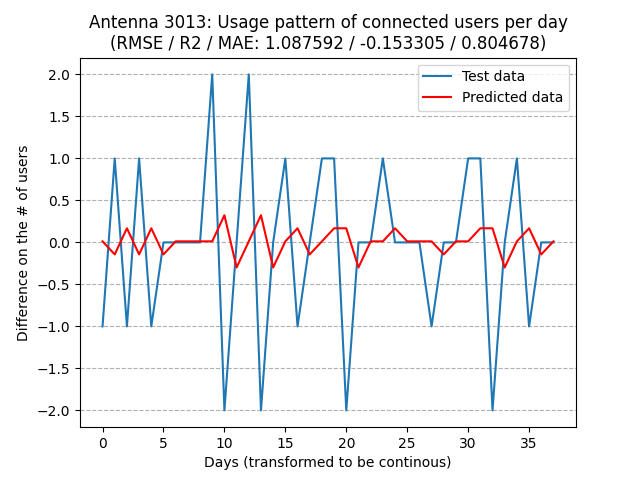 Antenna 3013: Usage pattern of connected users per day
(RMSE / R2 / MAE: 1.087592 / -0.153305 / 0.804678)
Test data
Predicted data
Difference on the # of users
2.0
1.5
1.0
0.5
0.0
−0.5
−1.0
−1.5
−2.0
0
5
10
15
20
25
30
35
Days (transformed to be continous)